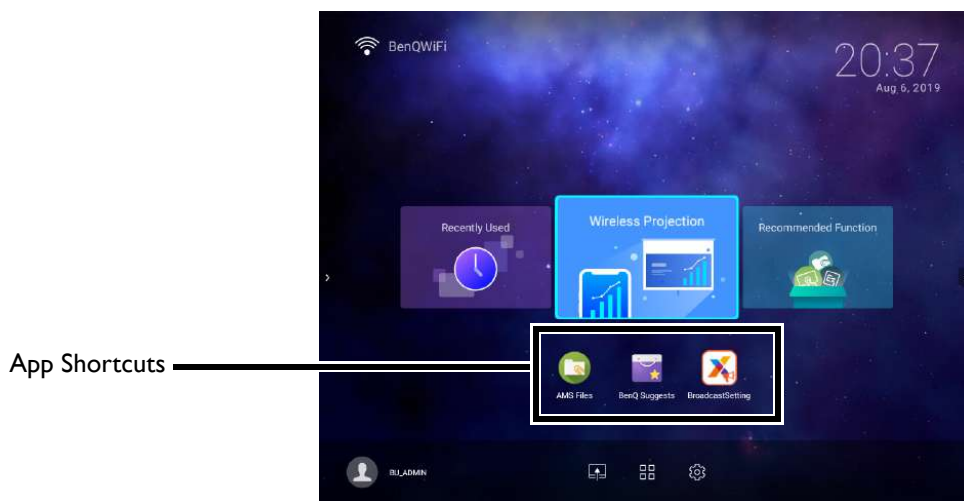 BenQWiFi
20:37
Aug 6, 2019
Recently Used
Wireless Projection
Recommended Function
App Shortcuts
AMS Files
BenQ Suggests
BroadcastSetting
BU_ADMIN